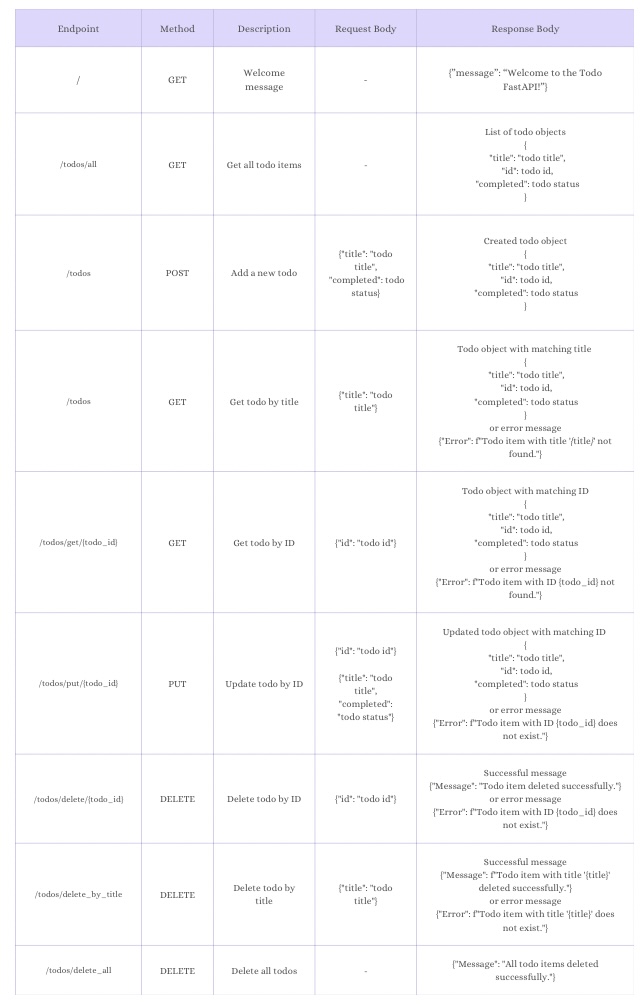 Endpoint
Method
Description
Request Body
Response Body
/
GET
Welcome
message
-
{"message": "Welcome to the Todo
FastAPI!"}
/todos/all
GET
Get all todo items
-
List of todo objects
{
"title": "todo title",
"id": todo id,
"completed": todo status
}
/todos
POST
Add a new todo
{"title": "todo
title",
"completed": todo
status}
Created todo object
{
"title": "todo title",
"id": todo id,
"completed": todo status
}
/todos
GET
Get todo by title
{"title": "todo
title"}
Todo object with matching title
{
"title": "todo title",
"id": todo id,
"completed": todo status
}
or error message
{"Error": f"Todo item with title '/title/' not
found."}
/todos/get/{todo_id}
GET
Get todo by ID
{"id": "todo id"}
Todo object with matching ID
{
"title": "todo title",
"id": todo id,
"completed": todo status
}
or error message
{"Error": f"Todo item with ID {todo_id} not
found."}
/todos/put/{todo_id}
PUT
Update todo by ID
{"id": "todo id"}
{"title": "todo
title",
"completed":
"todo status"}
Updated todo object with matching ID
{
"title": "todo title",
"id": todo id,
"completed": todo status
}
or error message
{"Error": f"Todo item with ID {todo_id} does
not exist."}
/todos/delete/{todo_id}
DELETE
Delete todo by ID
{"id": "todo id"}
Successful message
{"Message": "Todo item deleted successfully."}
or error message
{"Error": f"Todo item with ID {todo_id} does
not exist."}
/todos/delete_by_title
DELETE
Delete todo by
title
{"title": "todo
title"}
Successful message
{"Message": f"Todo item with title '{title}'
deleted successfully."}
or error message
{"Error": f"Todo item with title '{title}' does
not exist."}
/todos/delete_all
DELETE
Delete all todos
-
{"Message": "All todo items deleted
successfully."}